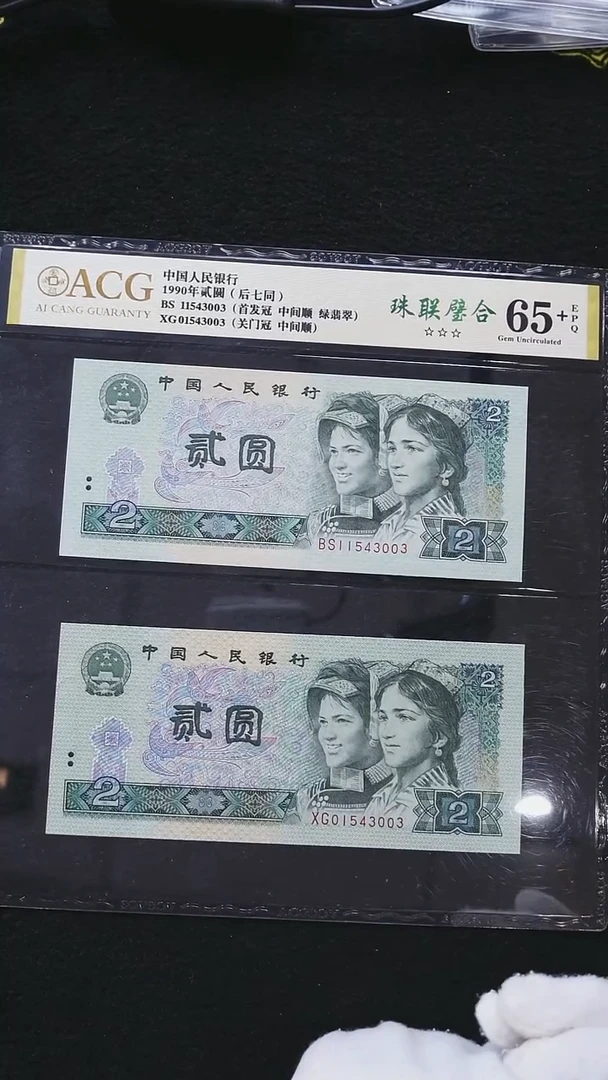 ACG
AI CANG GUARANTY
中国人民银行
1990年贰圆（后七同）
BS 11543003（首发冠 中间顺 绿翡翠）
XG01543003（关门冠 中间顺）
珠联璧合
☆☆☆
65+
EPQ
Gem Uncirculated
中国人民银行
2
贰圆
2
BS11543003
2
中国人民银行
2
贰圆
2
XG01543003
2